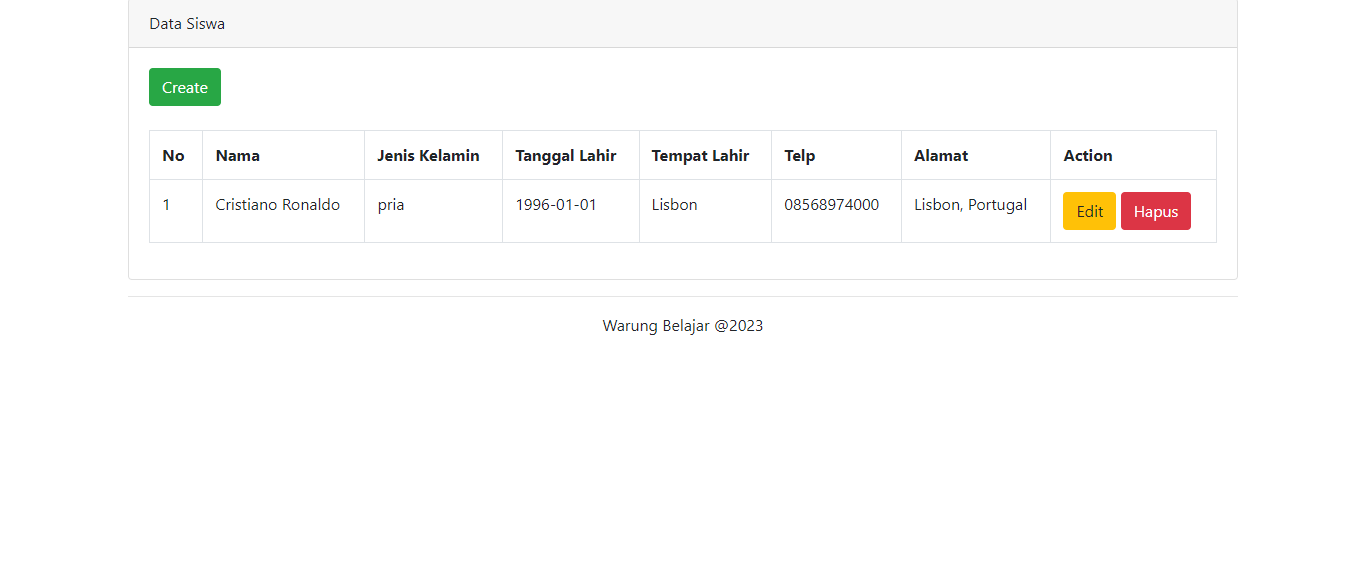 Data Siswa
Create
No Nama Jenis Kelamin Tanggal Lahir Tempat Lahir Telp Alamat Action
1 Cristiano Ronaldo pria 1996-01-01 Lisbon 08568974000 Lisbon, Portugal Edit Hapus
Warung Belajar @2023